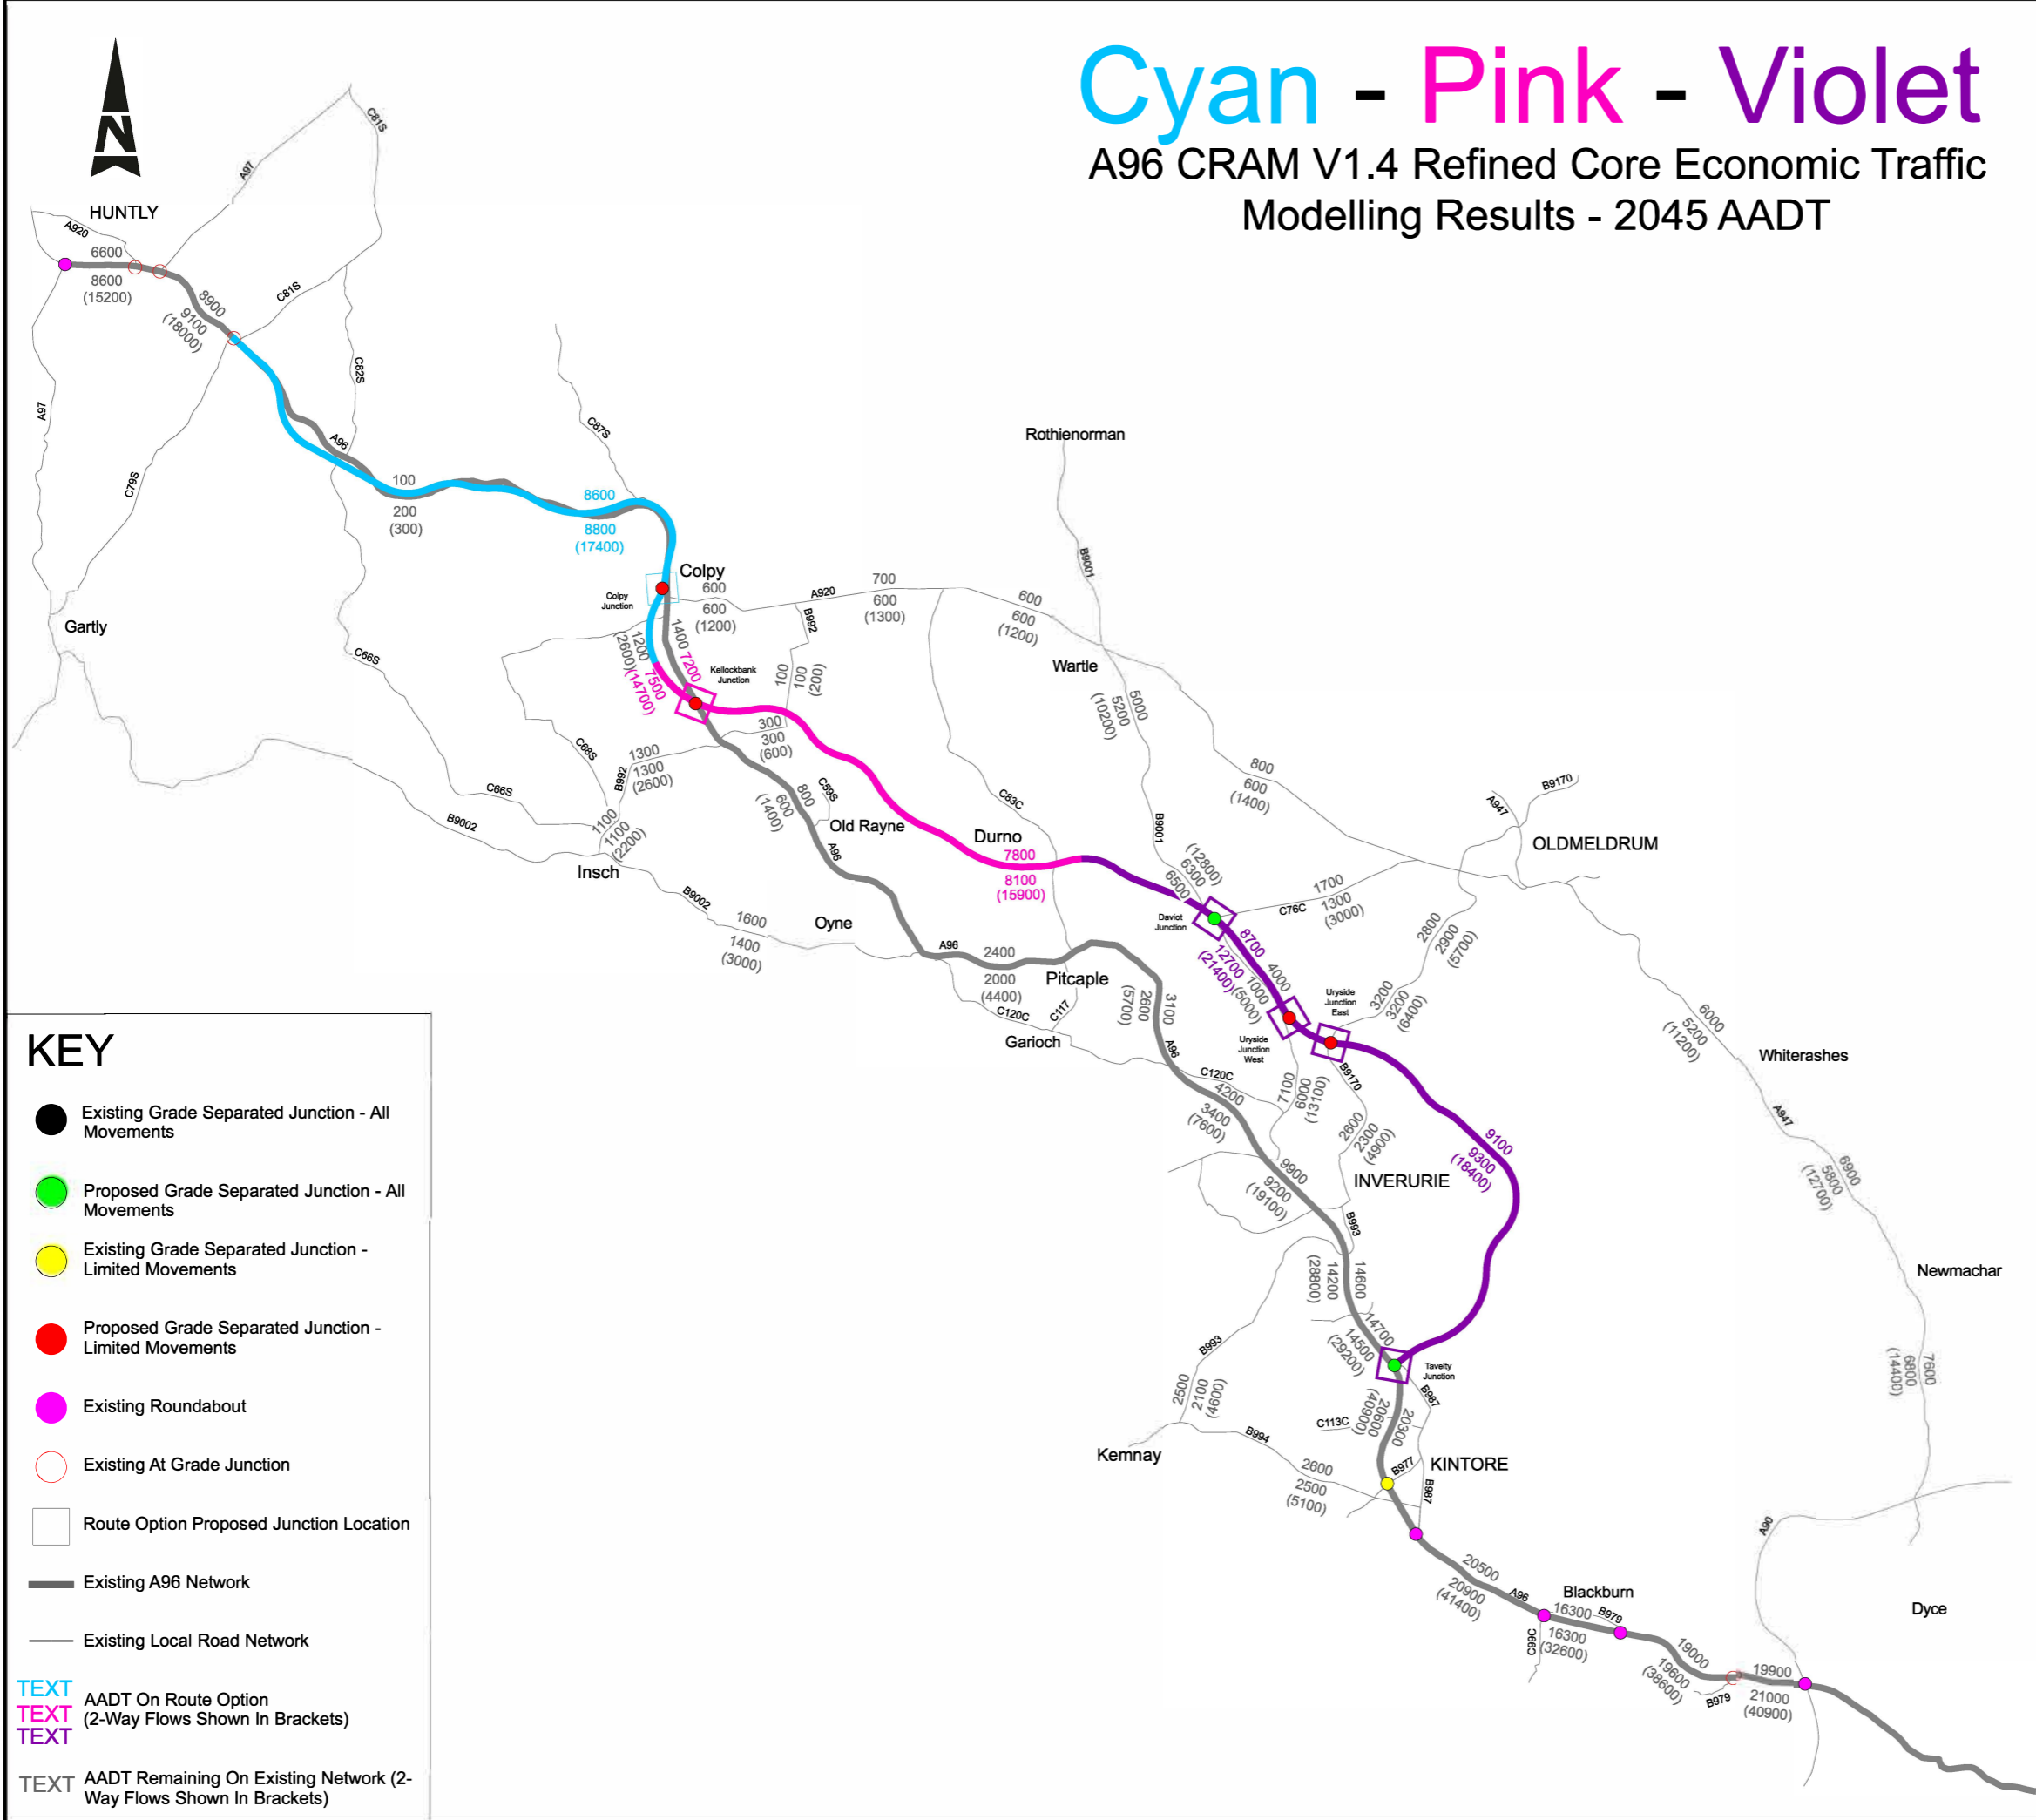 Cyan - Pink - Violet
A96 CRAM V1.4 Refined Core Economic Traffic
Modelling Results - 2045 AADT
N
C81S
A97
HUNTLY
A920
6600
8600
(15200)
8900
9100
(18000)
C81S
C82S
A97
C79S
A96
100
200
(300)
C87S
8600
8800
(17400)
Rothienorman
B9001
Colpy
Colpy
Junction
600
600
(1200)
A920
B992
700
600
(1300)
600
600
(1200)
Gartly
C66S
1400
1200
(2600)
7200
7500
(14700)
Kellockbank
Junction
100
100
(200)
Wartle
5000
5200
(10200)
300
300
(600)
C68S
B992
1300
1300
(2600)
C66S
B9002
1100
1100
(2200)
Insch
800
600
(1400)
C59S
Old Rayne
A96
C83C
Durno
7800
8100
(15900)
B9001
800
600
(1400)
A947
B9170
OLDMELDRUM
B9002
1600
1400
(3000)
Oyne
(12800)
6300
6500
1700
1300
(3000)
C76C
Daviot
Junction
2800
2900
(5700)
A96
2400
2000
(4400)
Pitcaple
C120C
C117
Garioch
3100
2600
(5700)
8700
12700
(21400)
4000
1000
(5000)
Uryside
Junction
East
3200
3200
(6400)
Uryside
Junction
West
6000
5200
(11200)
Whiterashes
A96
C120C
4200
3400
(7600)
7100
6000
(13100)
B9170
2600
2300
(4900)
9100
9300
(18400)
A947
6900
5800
(12700)
9900
9200
(19100)
INVERURIE
B993
14600
14200
(28800)
Newmachar
14700
14500
(29200)
B993
2500
2100
(4600)
Tavelty
Junction
B987
7600
6800
(14400)
C113C
20300
20600
(40900)
Kemnay
B994
2600
2500
(5100)
B977
KINTORE
B987
A90
20500
20900
(41400)
A96
Blackburn
16300
B979
16300
(32600)
C99C
19000
19600
(38600)
B979
19900
21000
(40900)
Dyce
KEY
Existing Grade Separated Junction - All
Movements
Proposed Grade Separated Junction - All
Movements
Existing Grade Separated Junction -
Limited Movements
Proposed Grade Separated Junction -
Limited Movements
Existing Roundabout
Existing At Grade Junction
Route Option Proposed Junction Location
Existing A96 Network
Existing Local Road Network
TEXT
TEXT
TEXT
AADT On Route Option
(2-Way Flows Shown In Brackets)
TEXT
AADT Remaining On Existing Network (2-
Way Flows Shown In Brackets)